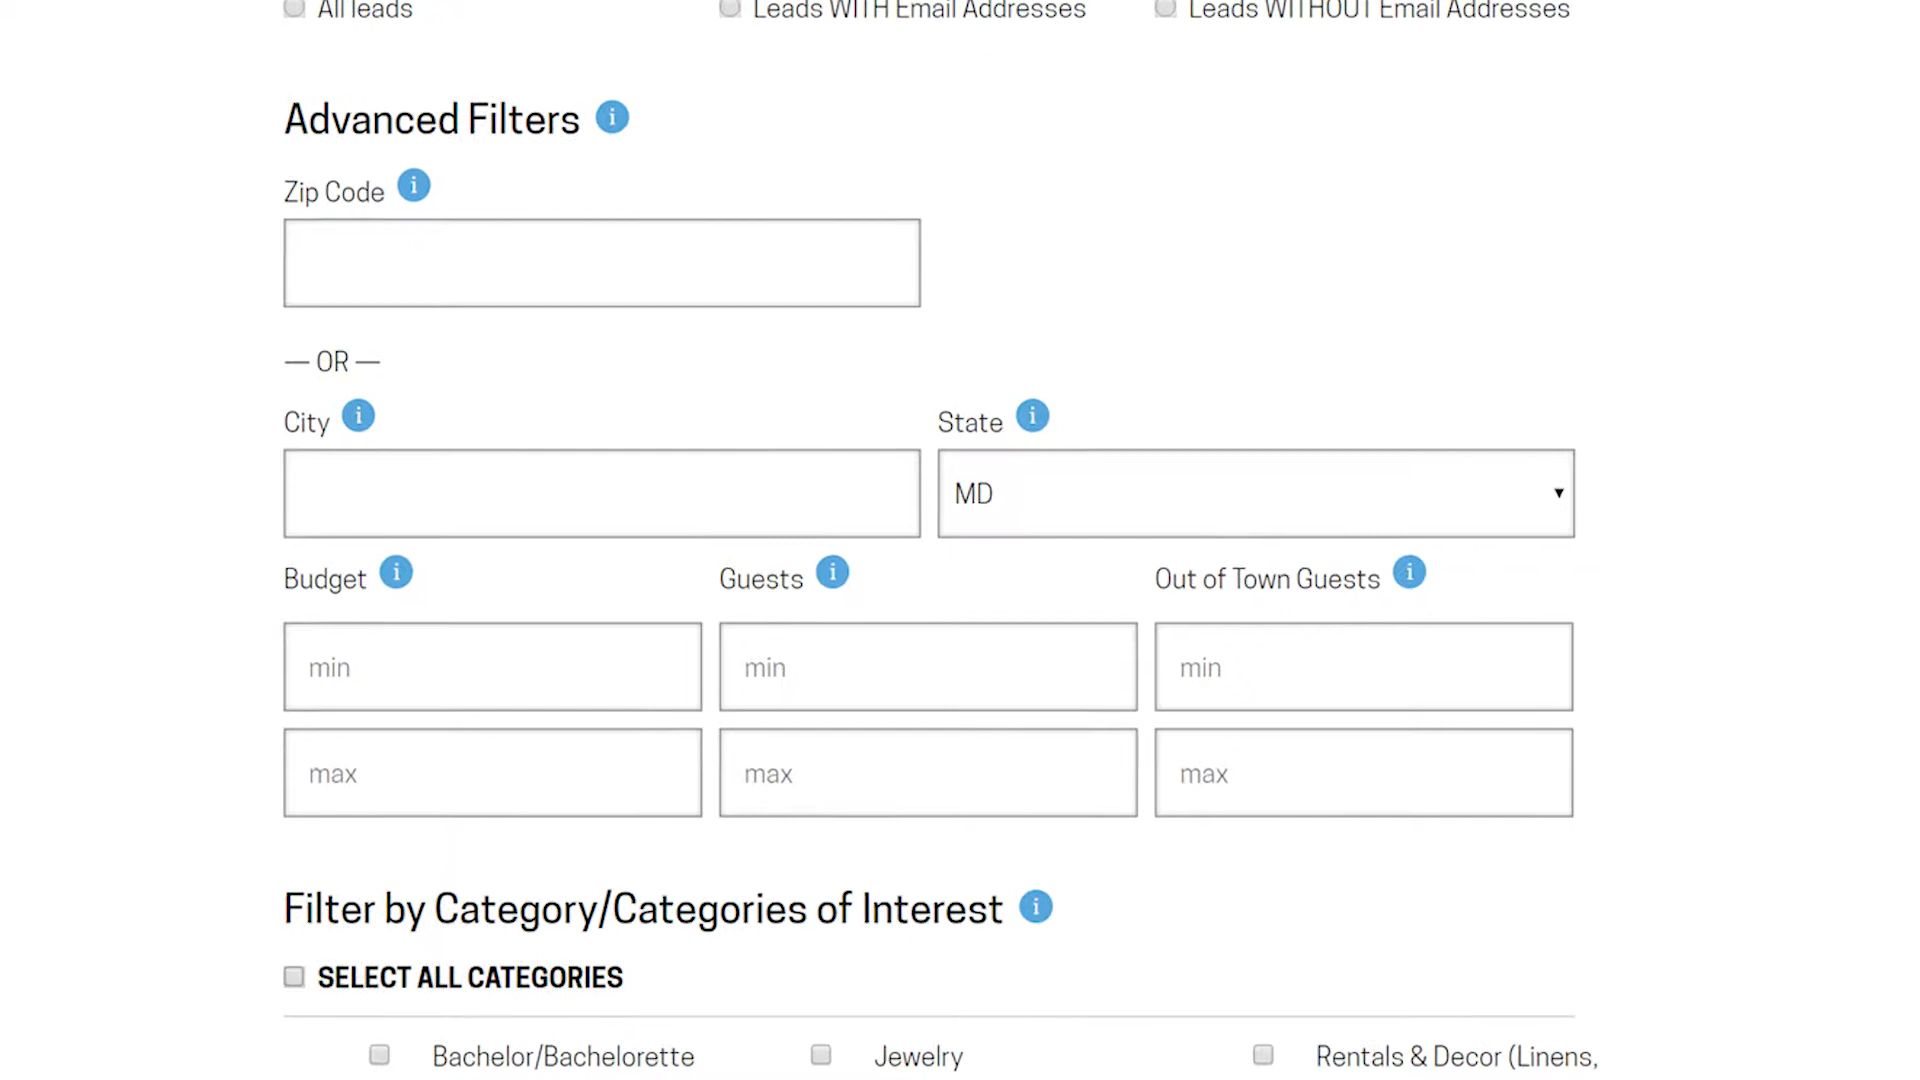 All leads
Leads WITH Email Addresses
Leads WITHOUT Email Addresses
Advanced Filters i
Zip Code i
— OR —
City i
State i
MD
Budget i
Guests i
Out of Town Guests i
min
min
min
max
max
max
Filter by Category/Categories of Interest i
SELECT ALL CATEGORIES
Bachelor/Bachelorette
Jewelry
Rentals & Decor (Linens,